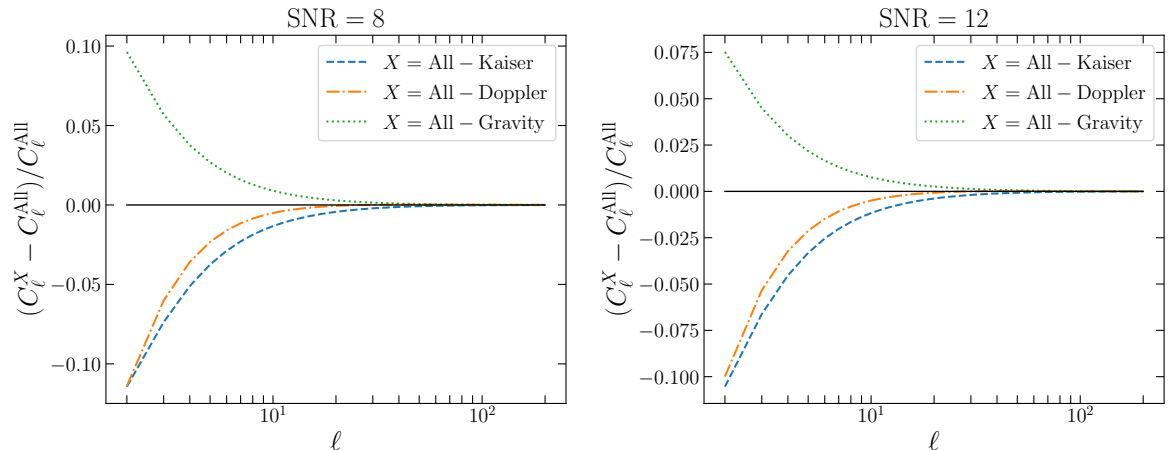 SNR = 8
0.10
0.05
0.00
−0.05
−0.10
(C_ℓ^X − C_ℓ^All)/C_ℓ^All
X = All − Kaiser
X = All − Doppler
X = All − Gravity
10^1
10^2
ℓ
SNR = 12
0.075
0.050
0.025
0.000
−0.025
−0.050
−0.075
−0.100
(C_ℓ^X − C_ℓ^All)/C_ℓ^All
X = All − Kaiser
X = All − Doppler
X = All − Gravity
10^1
10^2
ℓ